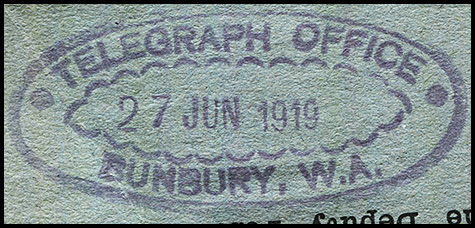 TELEGRAPH OFFICE
27 JUN 1919
BUNBURY, W.A.